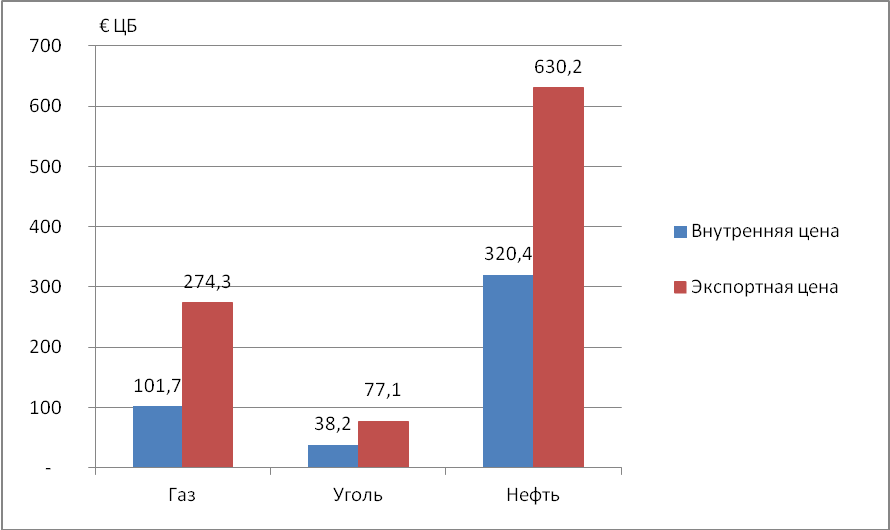 € ЦБ
700
600
500
400
300
200
100
-
630,2
320,4
274,3
101,7
77,1
38,2
Газ
Уголь
Нефть
Внутренняя цена
Экспортная цена